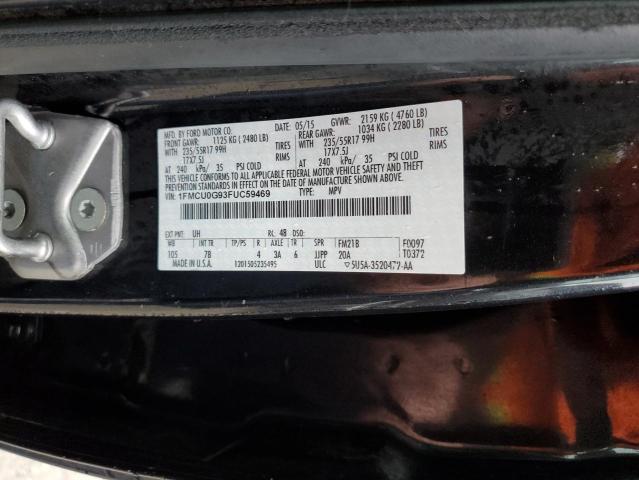 MFD. BY FORD MOTOR CO. DATE: 05/15 GVWR: 2159 KG ( 4760 LB)
FRONT GAWR: 1125 KG ( 2480 LB) REAR GAWR: 1034 KG ( 2280 LB)
WITH 235/55R17 99H TIRES WITH 235/55R17 99H TIRES
17X7.5J RIMS 17X7.5J RIMS
AT 240 kPa/ 35 PSI COLD AT 240 kPa/ 35 PSI COLD
THIS VEHICLE CONFORMS TO ALL APPLICABLE FEDERAL MOTOR VEHICLE SAFETY AND THEFT PREVENTION STANDARDS IN EFFECT ON THE DATE OF MANUFACTURE SHOWN ABOVE.
VIN: 1FMCU0G93FUC59469 TYPE: MPV
EXT PNT: UH RC: 48 DSO:
WB BRK INT TR TP/PS R AXLE TR SPR FM21B F0097
105 78 4 3A 6 JJPP 20A T0372
MADE IN U.S.A. 1201505235495 ULC 5U5A-3520472-AA